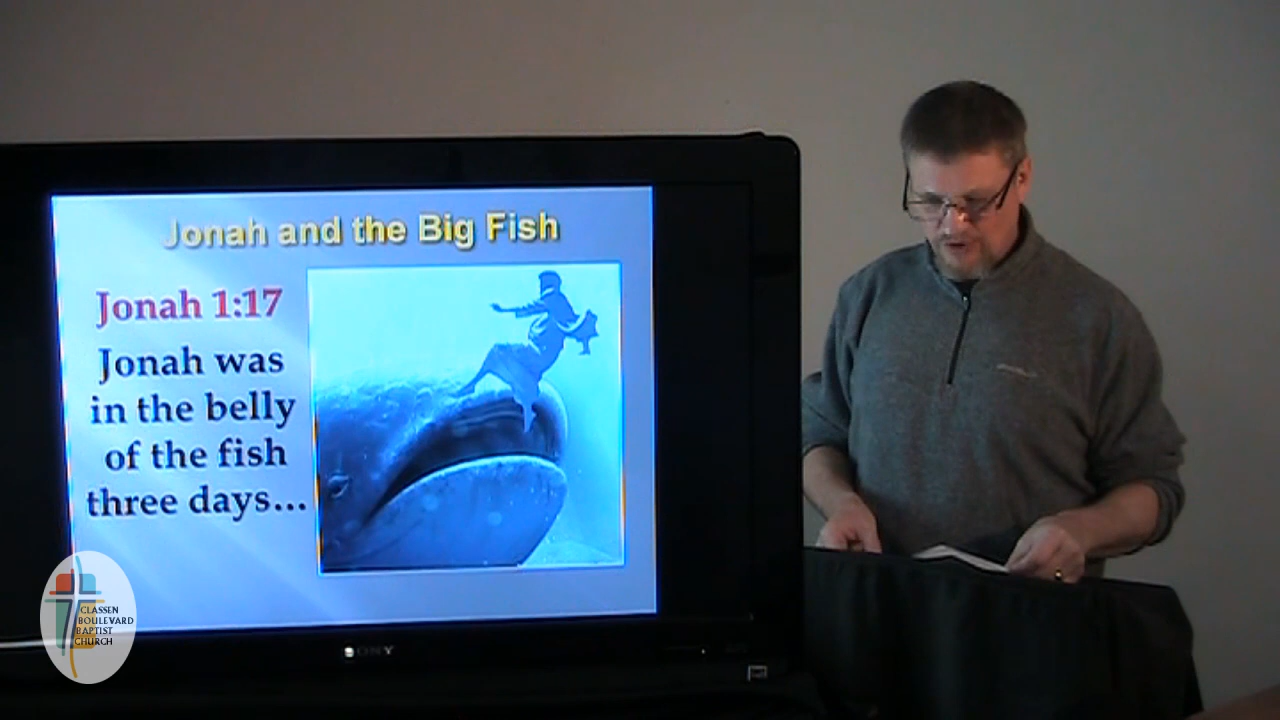 Jonah and the Big Fish
Jonah 1:17
Jonah was
in the belly
of the fish
three days...
CLASSEN
BOULEVARD
BAPTIST
CHURCH
SONY